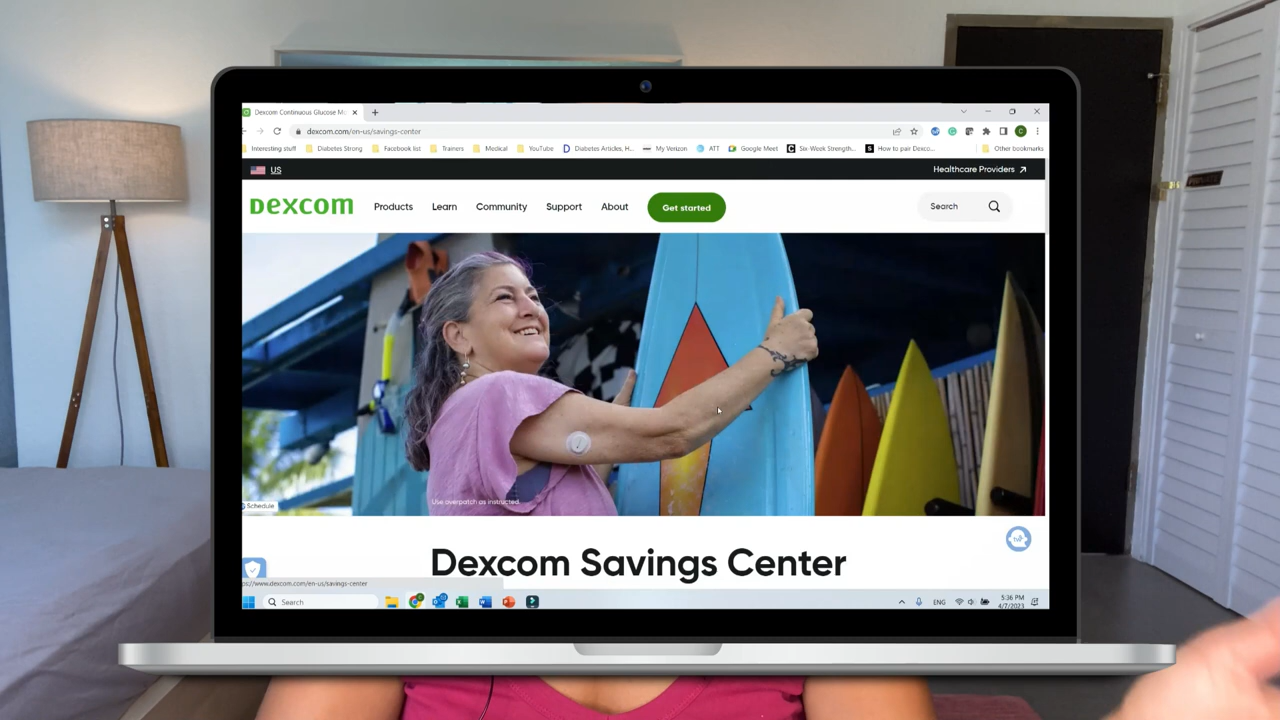 Dexcom Continuous Glucose Mo
dexcom.com/en-us/savings-center
Interesting stuff Diabetes Strong Facebook list Trainers Medical YouTube Diabetes Articles, H... My Verizon ATT Google Meet Six-Week Strength... How to pair Dexco... Other bookmarks
US Healthcare Providers
Dexcom Products Learn Community Support About Get started Search
Use overpatch as instructed.
Schedule
Dexcom Savings Center
ps://www.dexcom.com/en-us/savings-center
Search ENG 5:36 PM
4/7/2023
PRIVATE